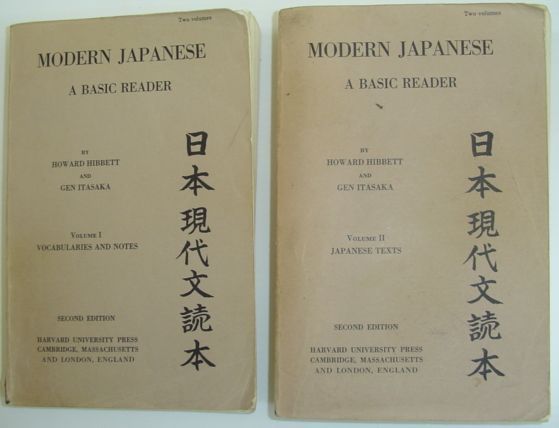 Two volumes
MODERN JAPANESE
A BASIC READER
BY
HOWARD HIBBETT
AND
GEN ITASAKA
VOLUME I
VOCABULARIES AND NOTES
SECOND EDITION
HARVARD UNIVERSITY PRESS
CAMBRIDGE, MASSACHUSETTS
AND LONDON, ENGLAND
日本現代文読本
Two volumes
MODERN JAPANESE
A BASIC READER
BY
HOWARD HIBBETT
AND
GEN ITASAKA
VOLUME II
JAPANESE TEXTS
SECOND EDITION
HARVARD UNIVERSITY PRESS
CAMBRIDGE, MASSACHUSETTS
AND LONDON, ENGLAND
日本現代文読本